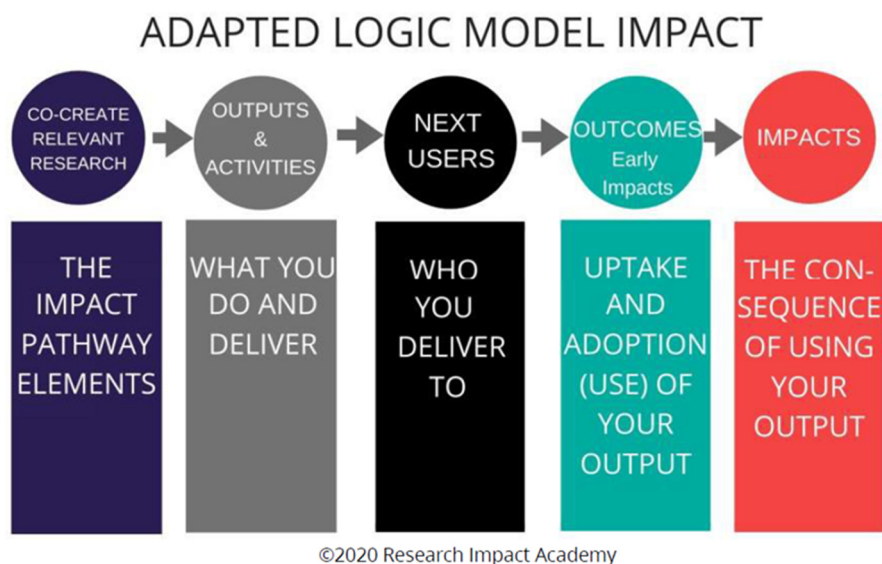 ADAPTED LOGIC MODEL IMPACT
CO-CREATE
RELEVANT
RESEARCH
OUTPUTS
&
ACTIVITIES
NEXT
USERS
OUTCOMES
Early
Impacts
IMPACTS
THE
IMPACT
PATHWAY
ELEMENTS
WHAT YOU
DO AND
DELIVER
WHO
YOU
DELIVER
TO
UPTAKE
AND
ADOPTION
(USE) OF
YOUR
OUTPUT
THE CON-
SEQUENCE
OF USING
YOUR
OUTPUT
©2020 Research Impact Academy